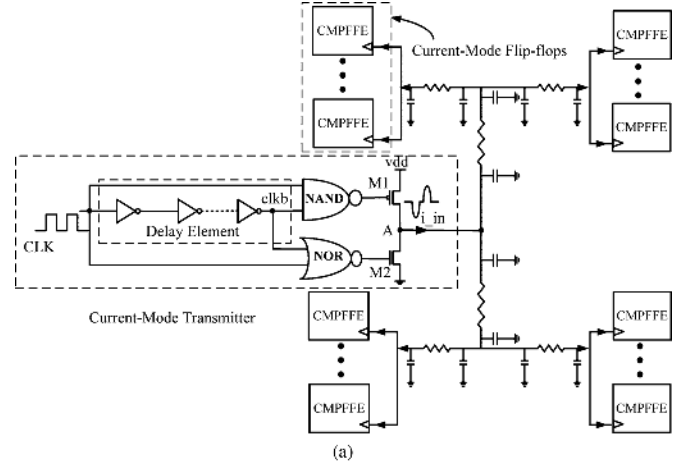 CMPFFE
CMPFFE
Current-Mode Flip-flops
CMPFFE
CMPFFE
vdd
M1
clkb
NAND
i_in
A
Delay Element
CLK
NOR
M2
Current-Mode Transmitter
CMPFFE
CMPFFE
CMPFFE
CMPFFE
(a)